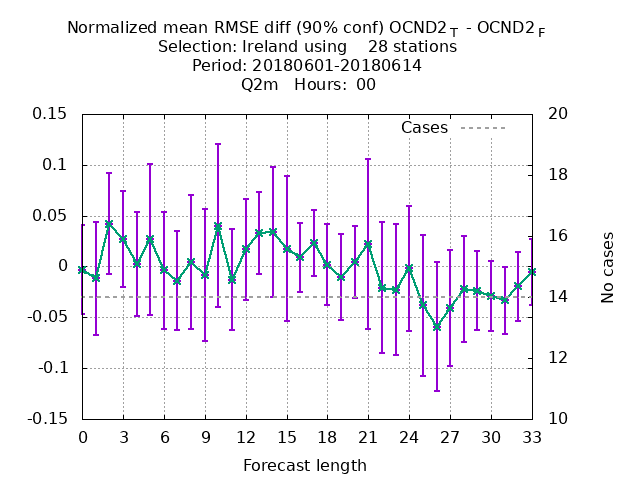 Normalized mean RMSE diff (90% conf) OCND2 T - OCND2 F
Selection: Ireland using    28 stations
Period: 20180601-20180614
Q2m   Hours: 00
0.15
0.1
0.05
0
-0.05
-0.1
-0.15
Cases
20
18
16
14
12
10
No cases
0 3 6 9 12 15 18 21 24 27 30 33
Forecast length